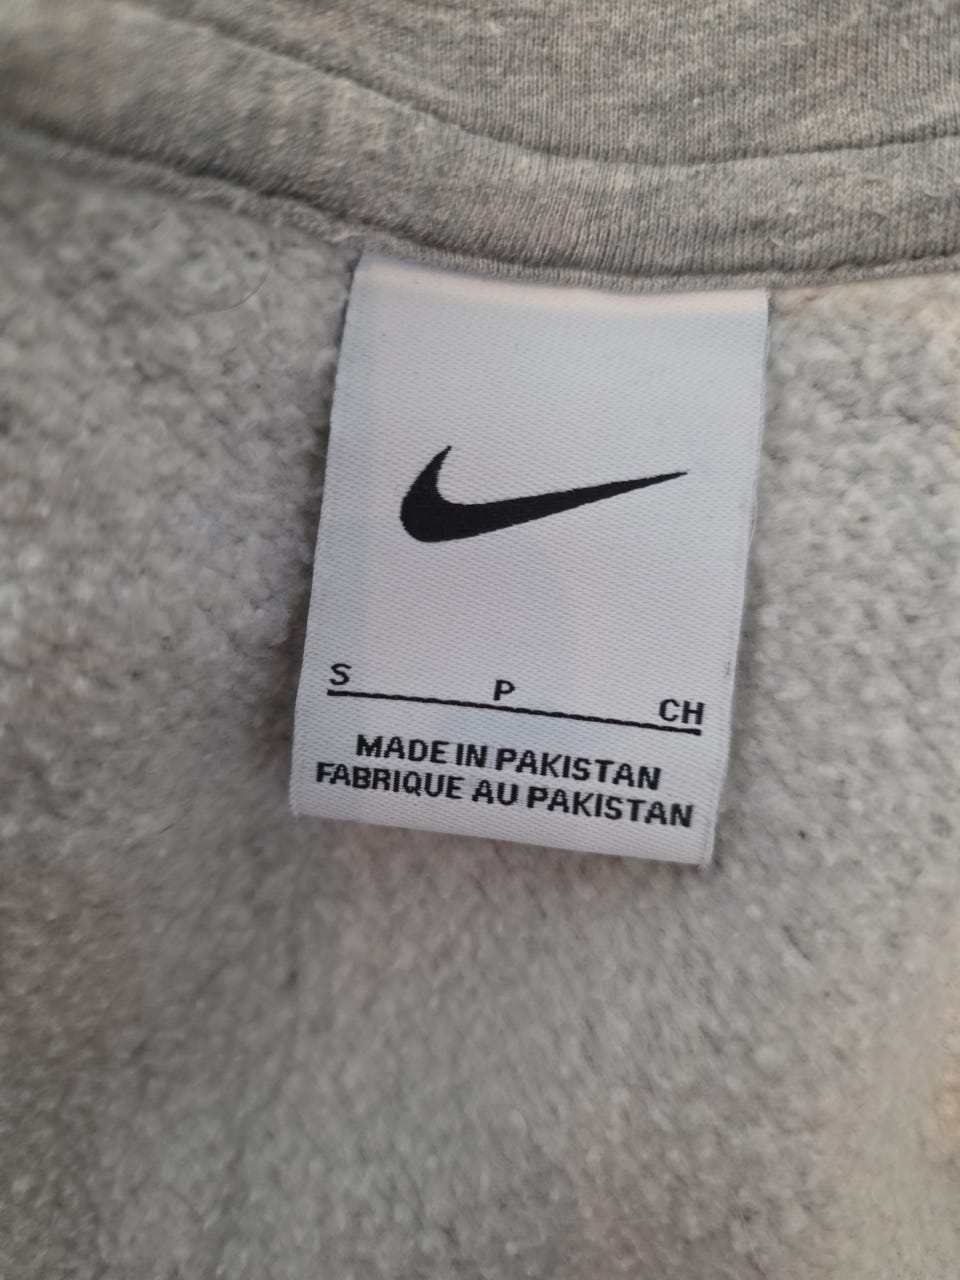 S P CH
MADE IN PAKISTAN
FABRIQUE AU PAKISTAN